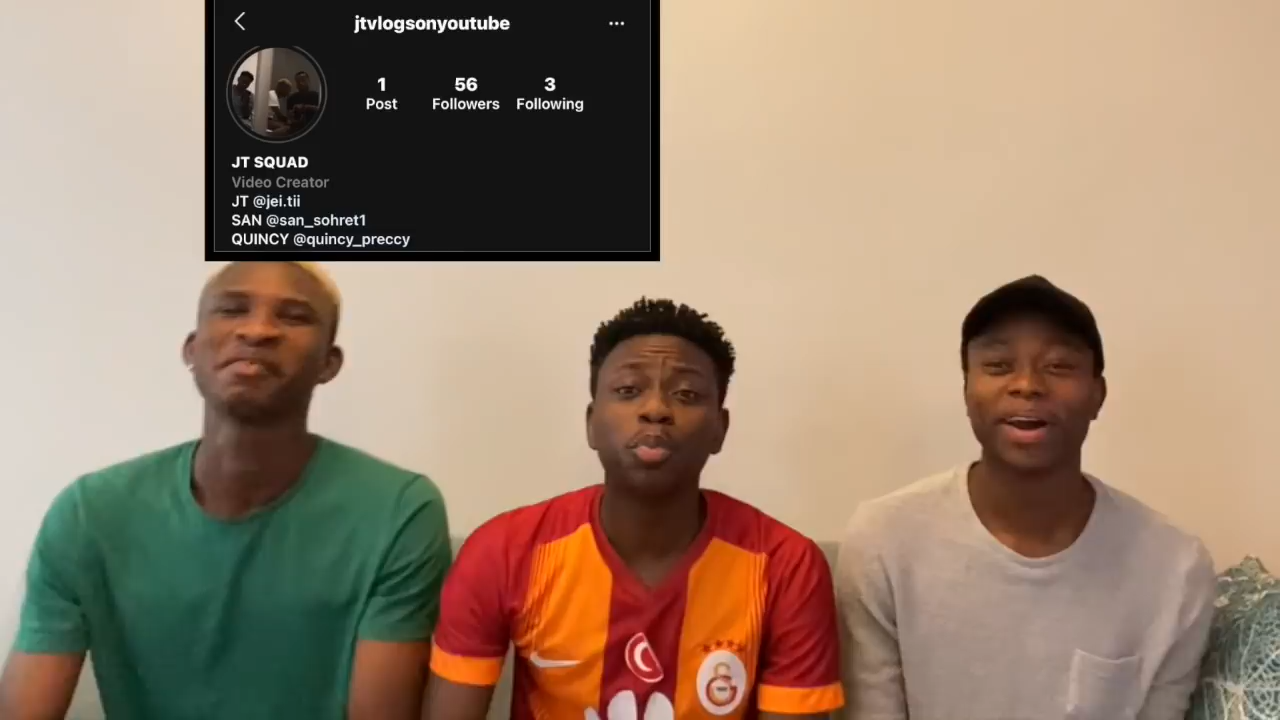 jtvlogsonyoutube
1 56 3
Post Followers Following
JT SQUAD
Video Creator
JT @jei.tii
SAN @san_sohret1
QUINCY @quincy_preccy